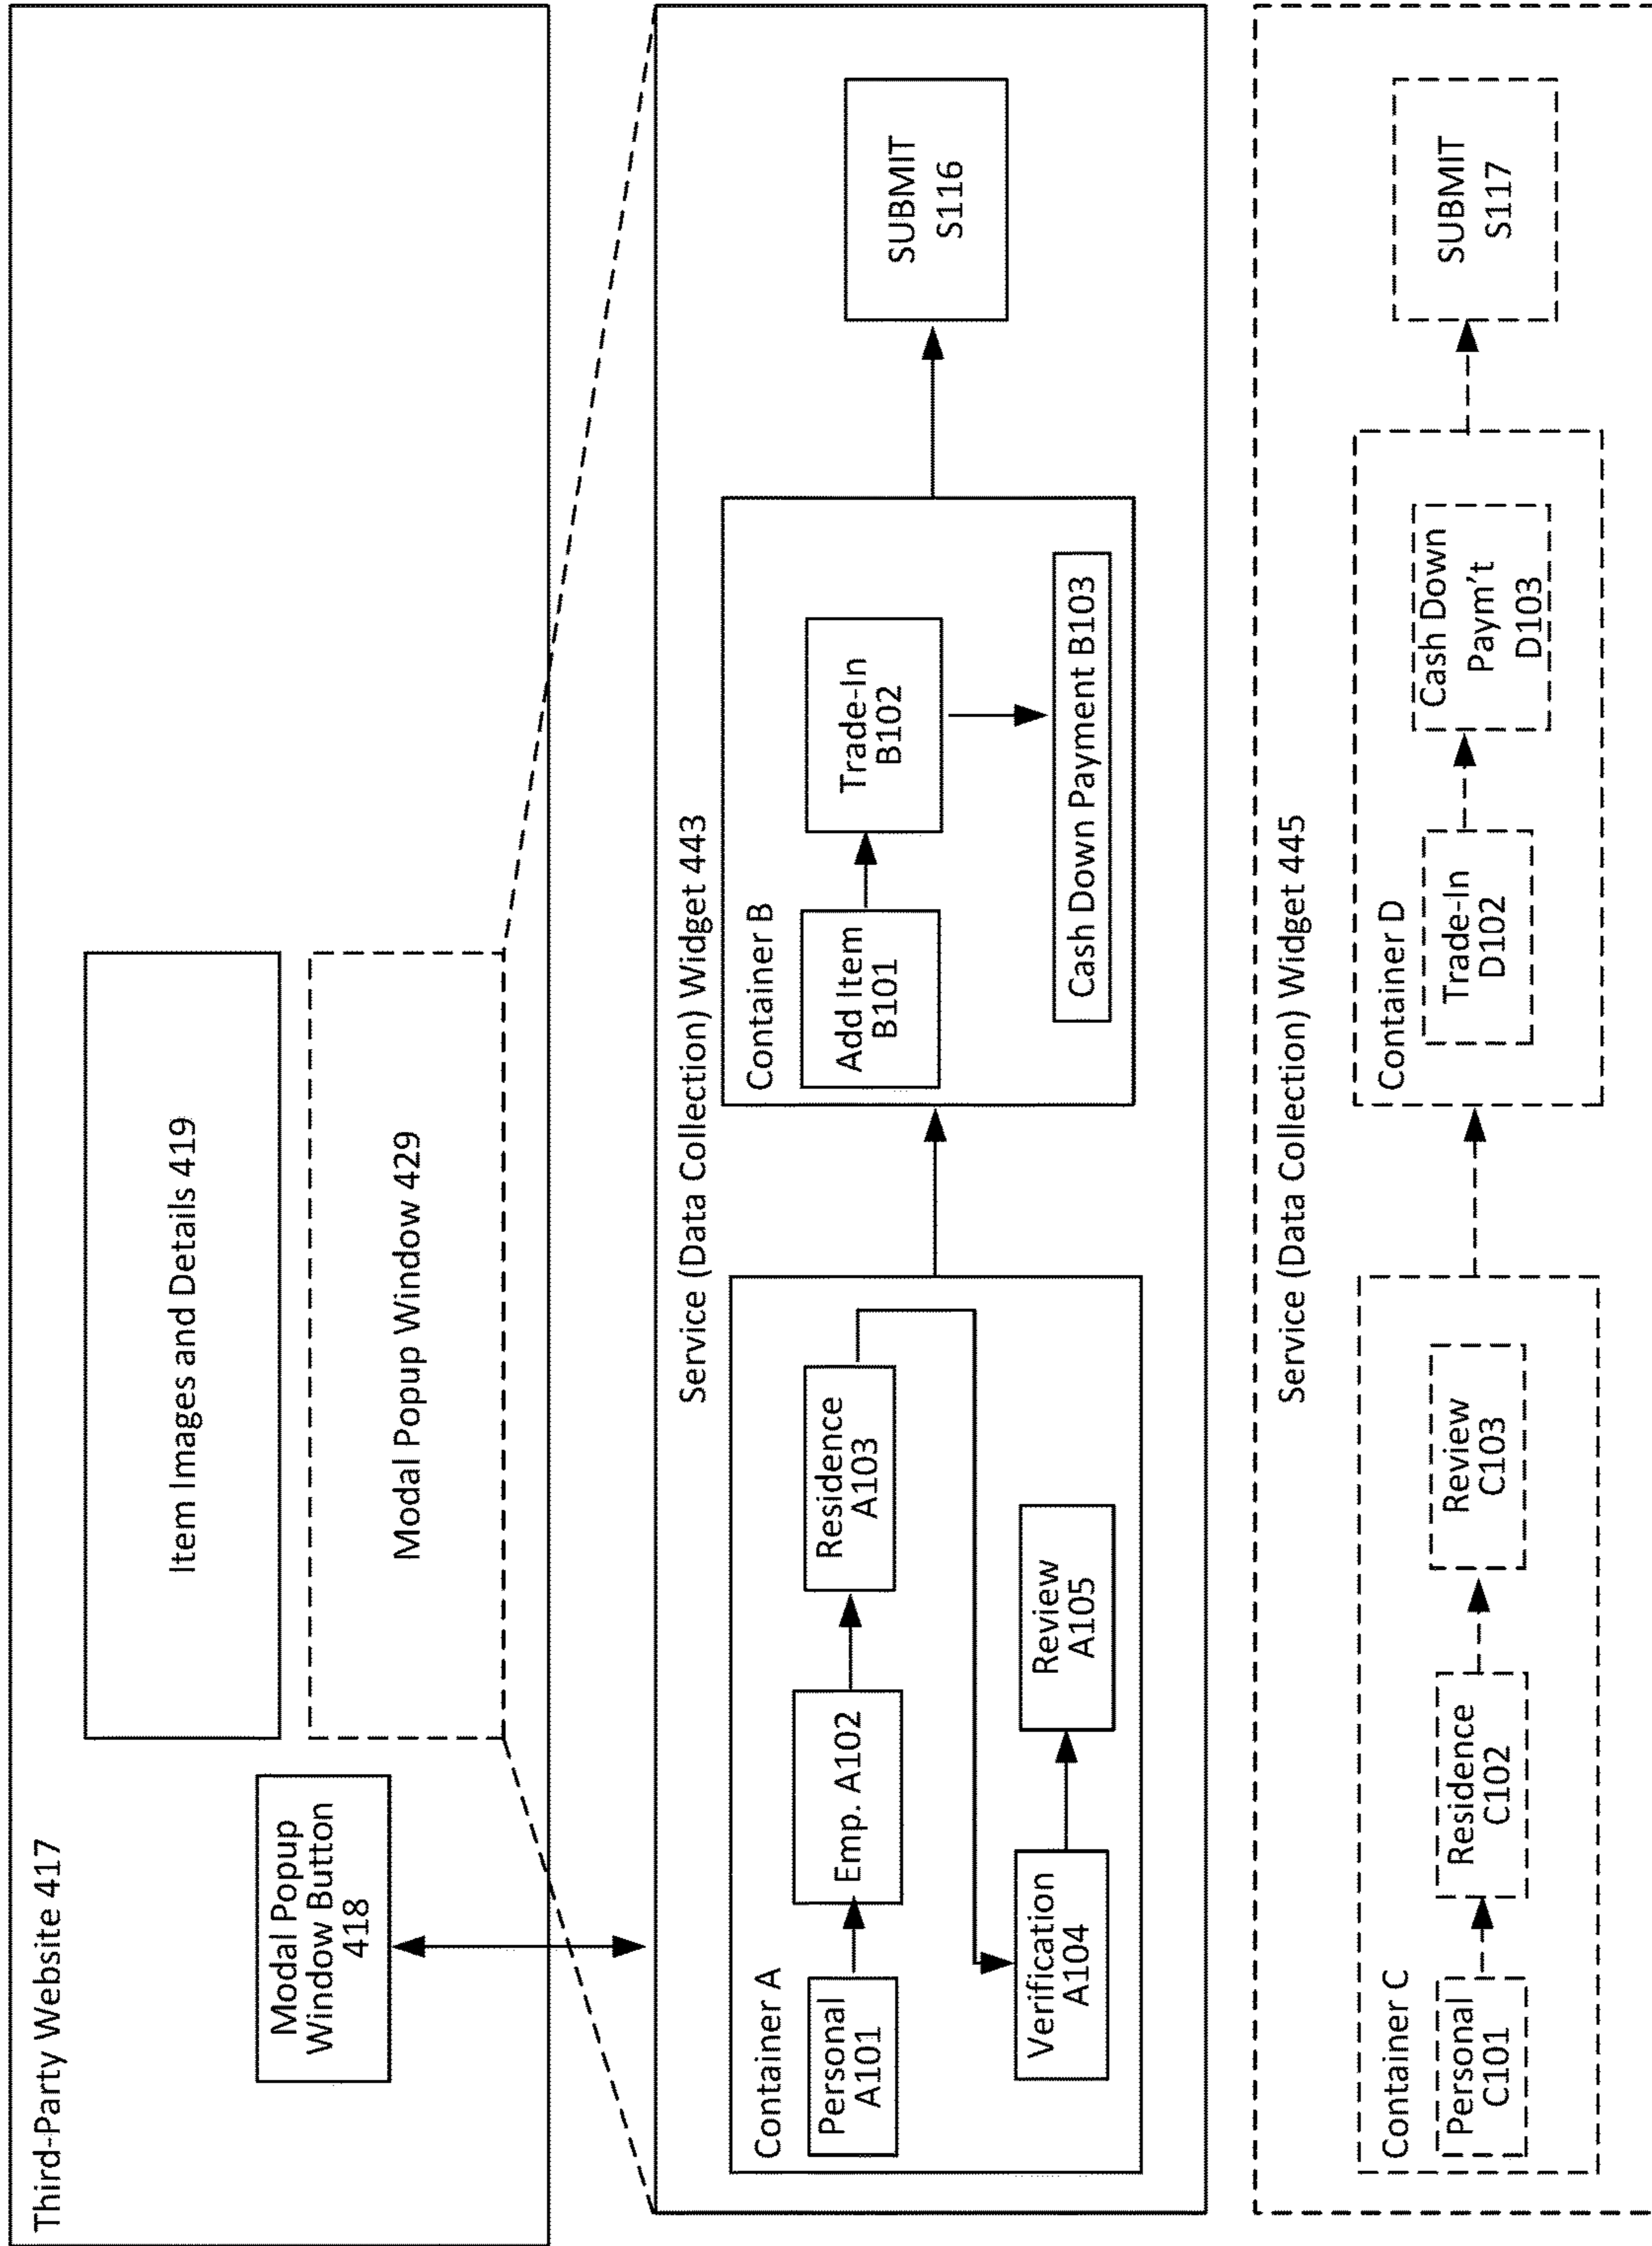 Third-Party Website 417
Item Images and Details 419
Modal Popup
Window Button
418
Modal Popup Window 429
Service (Data Collection) Widget 443
Container A
Personal
A101
Emp. A102
Residence
A103
Verification
A104
Review
A105
Container B
Add Item
B101
Trade-In
B102
Cash Down Payment B103
SUBMIT
S116
Service (Data Collection) Widget 445
Container C
Personal
C101
Residence
C102
Review
C103
Container D
Trade-In
D102
Cash Down
Paym't
D103
SUBMIT
S117